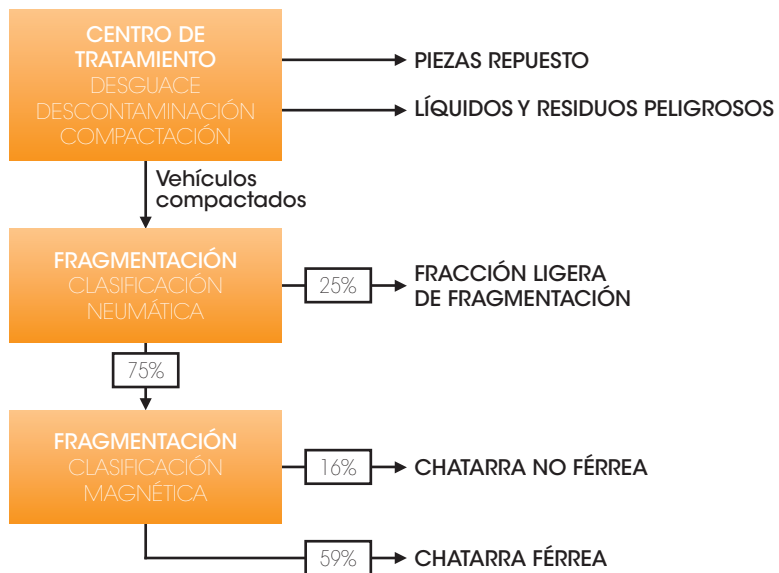 CENTRO DE
TRATAMIENTO
DESGUACE
DESCONTAMINACIÓN
COMPACTACIÓN
PIEZAS REPUESTO
LÍQUIDOS Y RESIDUOS PELIGROSOS
Vehículos
compactados
FRAGMENTACIÓN
CLASIFICACIÓN
NEUMÁTICA
25%
FRACCIÓN LIGERA
DE FRAGMENTACIÓN
75%
FRAGMENTACIÓN
CLASIFICACIÓN
MAGNÉTICA
16%
CHATARRA NO FÉRREA
59%
CHATARRA FÉRREA